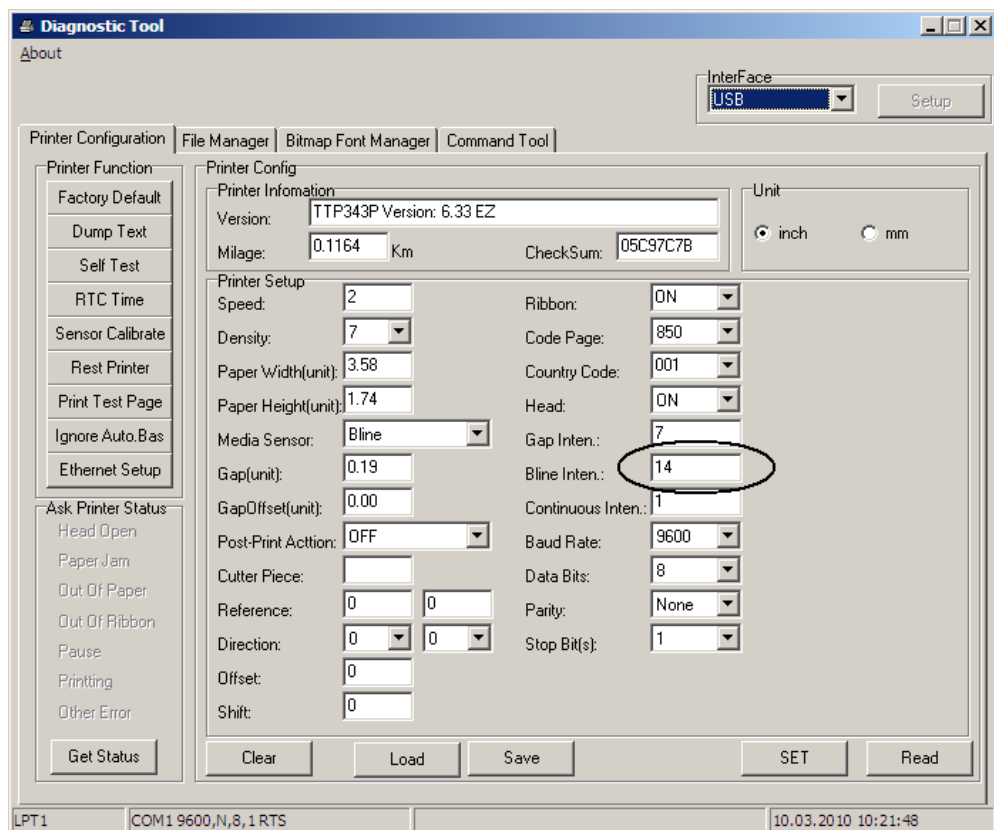 Diagnostic Tool
About
InterFace
USB
Setup
Printer Configuration
File Manager
Bitmap Font Manager
Command Tool
Printer Function
Factory Default
Dump Text
Self Test
RTC Time
Sensor Calibrate
Rest Printer
Print Test Page
Ignore Auto.Bas
Ethernet Setup
Ask Printer Status
Head Open
Paper Jam
Out Of Paper
Out Of Ribbon
Pause
Printting
Other Error
Get Status
Printer Config
Printer Infomation
Version: TTP343P Version: 6.33 EZ
Milage: 0.1164 Km
CheckSum: 05C97C7B
Unit
inch
mm
Printer Setup
Speed: 2
Density: 7
Paper Width(unit): 3.58
Paper Height(unit): 1.74
Media Sensor: Bline
Gap(unit): 0.19
GapOffset(unit): 0.00
Post-Print Acttion: OFF
Cutter Piece:
Reference: 0 0
Direction: 0 0
Offset: 0
Shift: 0
Ribbon: ON
Code Page: 850
Country Code: 001
Head: ON
Gap Inten.: 7
Bline Inten.: 14
Continuous Inten.: 1
Baud Rate: 9600
Data Bits: 8
Parity: None
Stop Bit(s): 1
Clear
Load
Save
SET
Read
LPT1
COM1 9600,N,8,1 RTS
10.03.2010 10:21:48